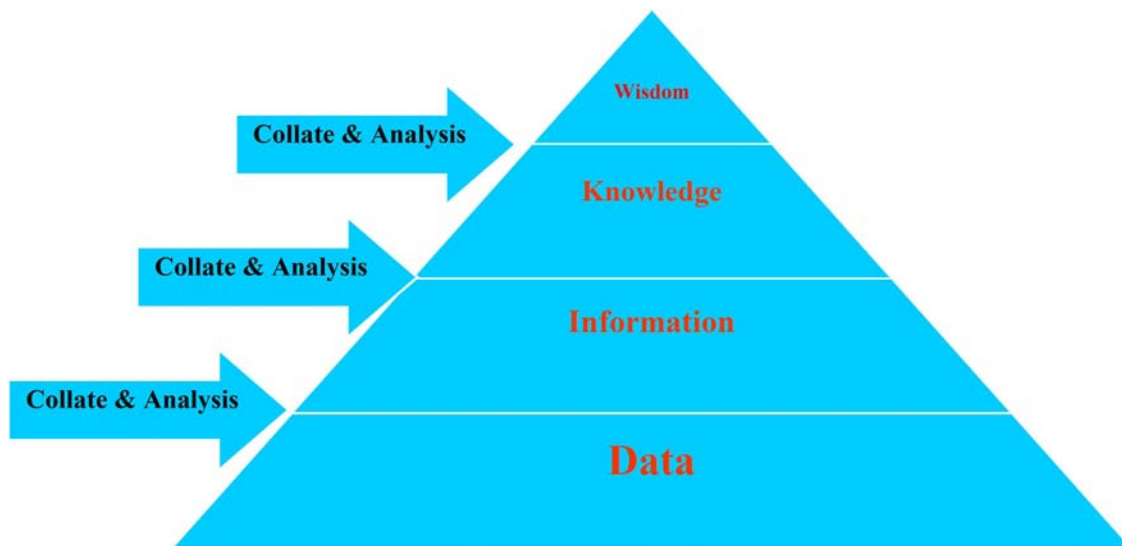 Wisdom
Collate & Analysis
Knowledge
Collate & Analysis
Information
Collate & Analysis
Data